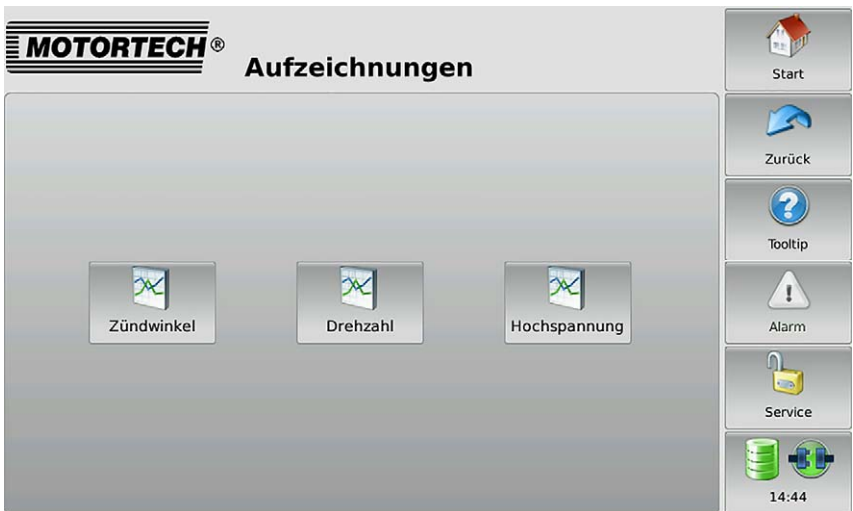 MOTORTECH®
Aufzeichnungen
Start
Zurück
Tooltip
Alarm
Service
14:44
Zündwinkel
Drehzahl
Hochspannung